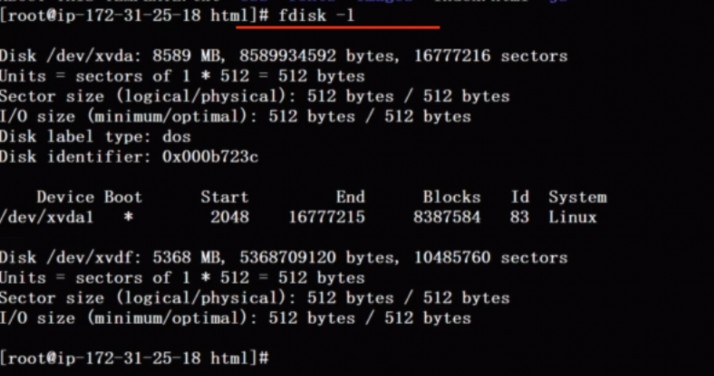 [root@ip-172-31-25-18 html]# fdisk -l
Disk /dev/xvda: 8589 MB, 8589934592 bytes, 16777216 sectors
Units = sectors of 1 * 512 = 512 bytes
Sector size (logical/physical): 512 bytes / 512 bytes
I/O size (minimum/optimal): 512 bytes / 512 bytes
Disk label type: dos
Disk identifier: 0x000b723c
Device Boot Start End Blocks Id System
/dev/xvda1 * 2048 16777215 8387584 83 Linux
Disk /dev/xvdf: 5368 MB, 5368709120 bytes, 10485760 sectors
Units = sectors of 1 * 512 = 512 bytes
Sector size (logical/physical): 512 bytes / 512 bytes
I/O size (minimum/optimal): 512 bytes / 512 bytes
[root@ip-172-31-25-18 html]#